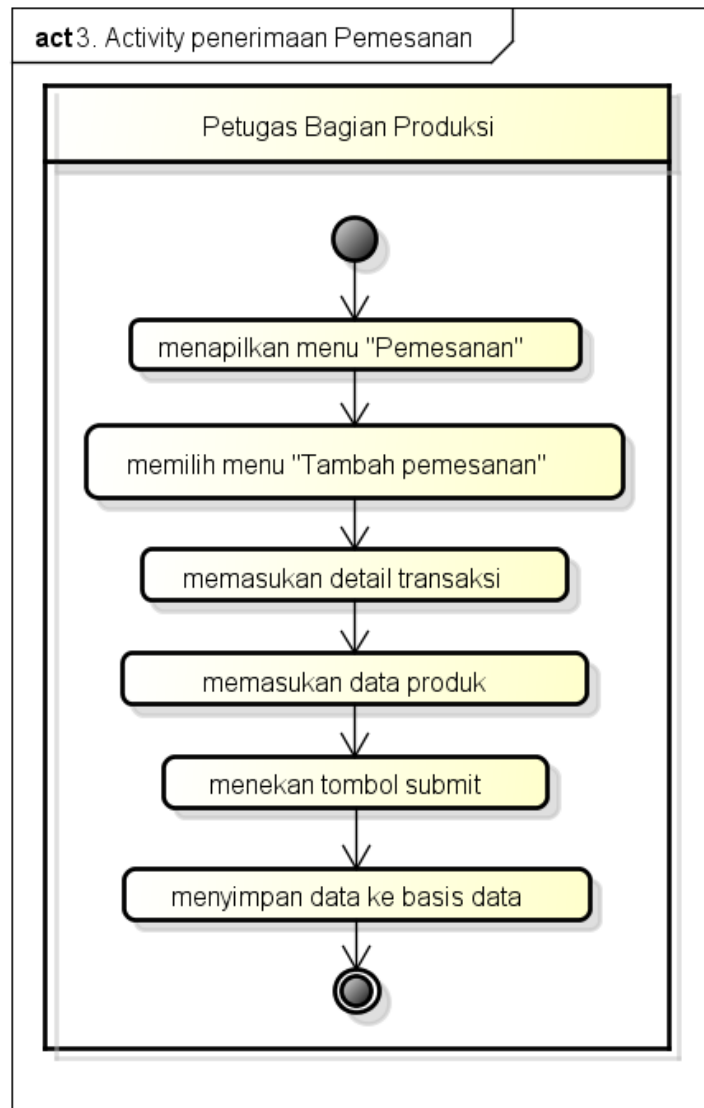 act 3. Activity penerimaan Pemesanan
Petugas Bagian Produksi
menapilkan menu "Pemesanan"
memilih menu "Tambah pemesanan"
memasukan detail transaksi
memasukan data produk
menekan tombol submit
menyimpan data ke basis data